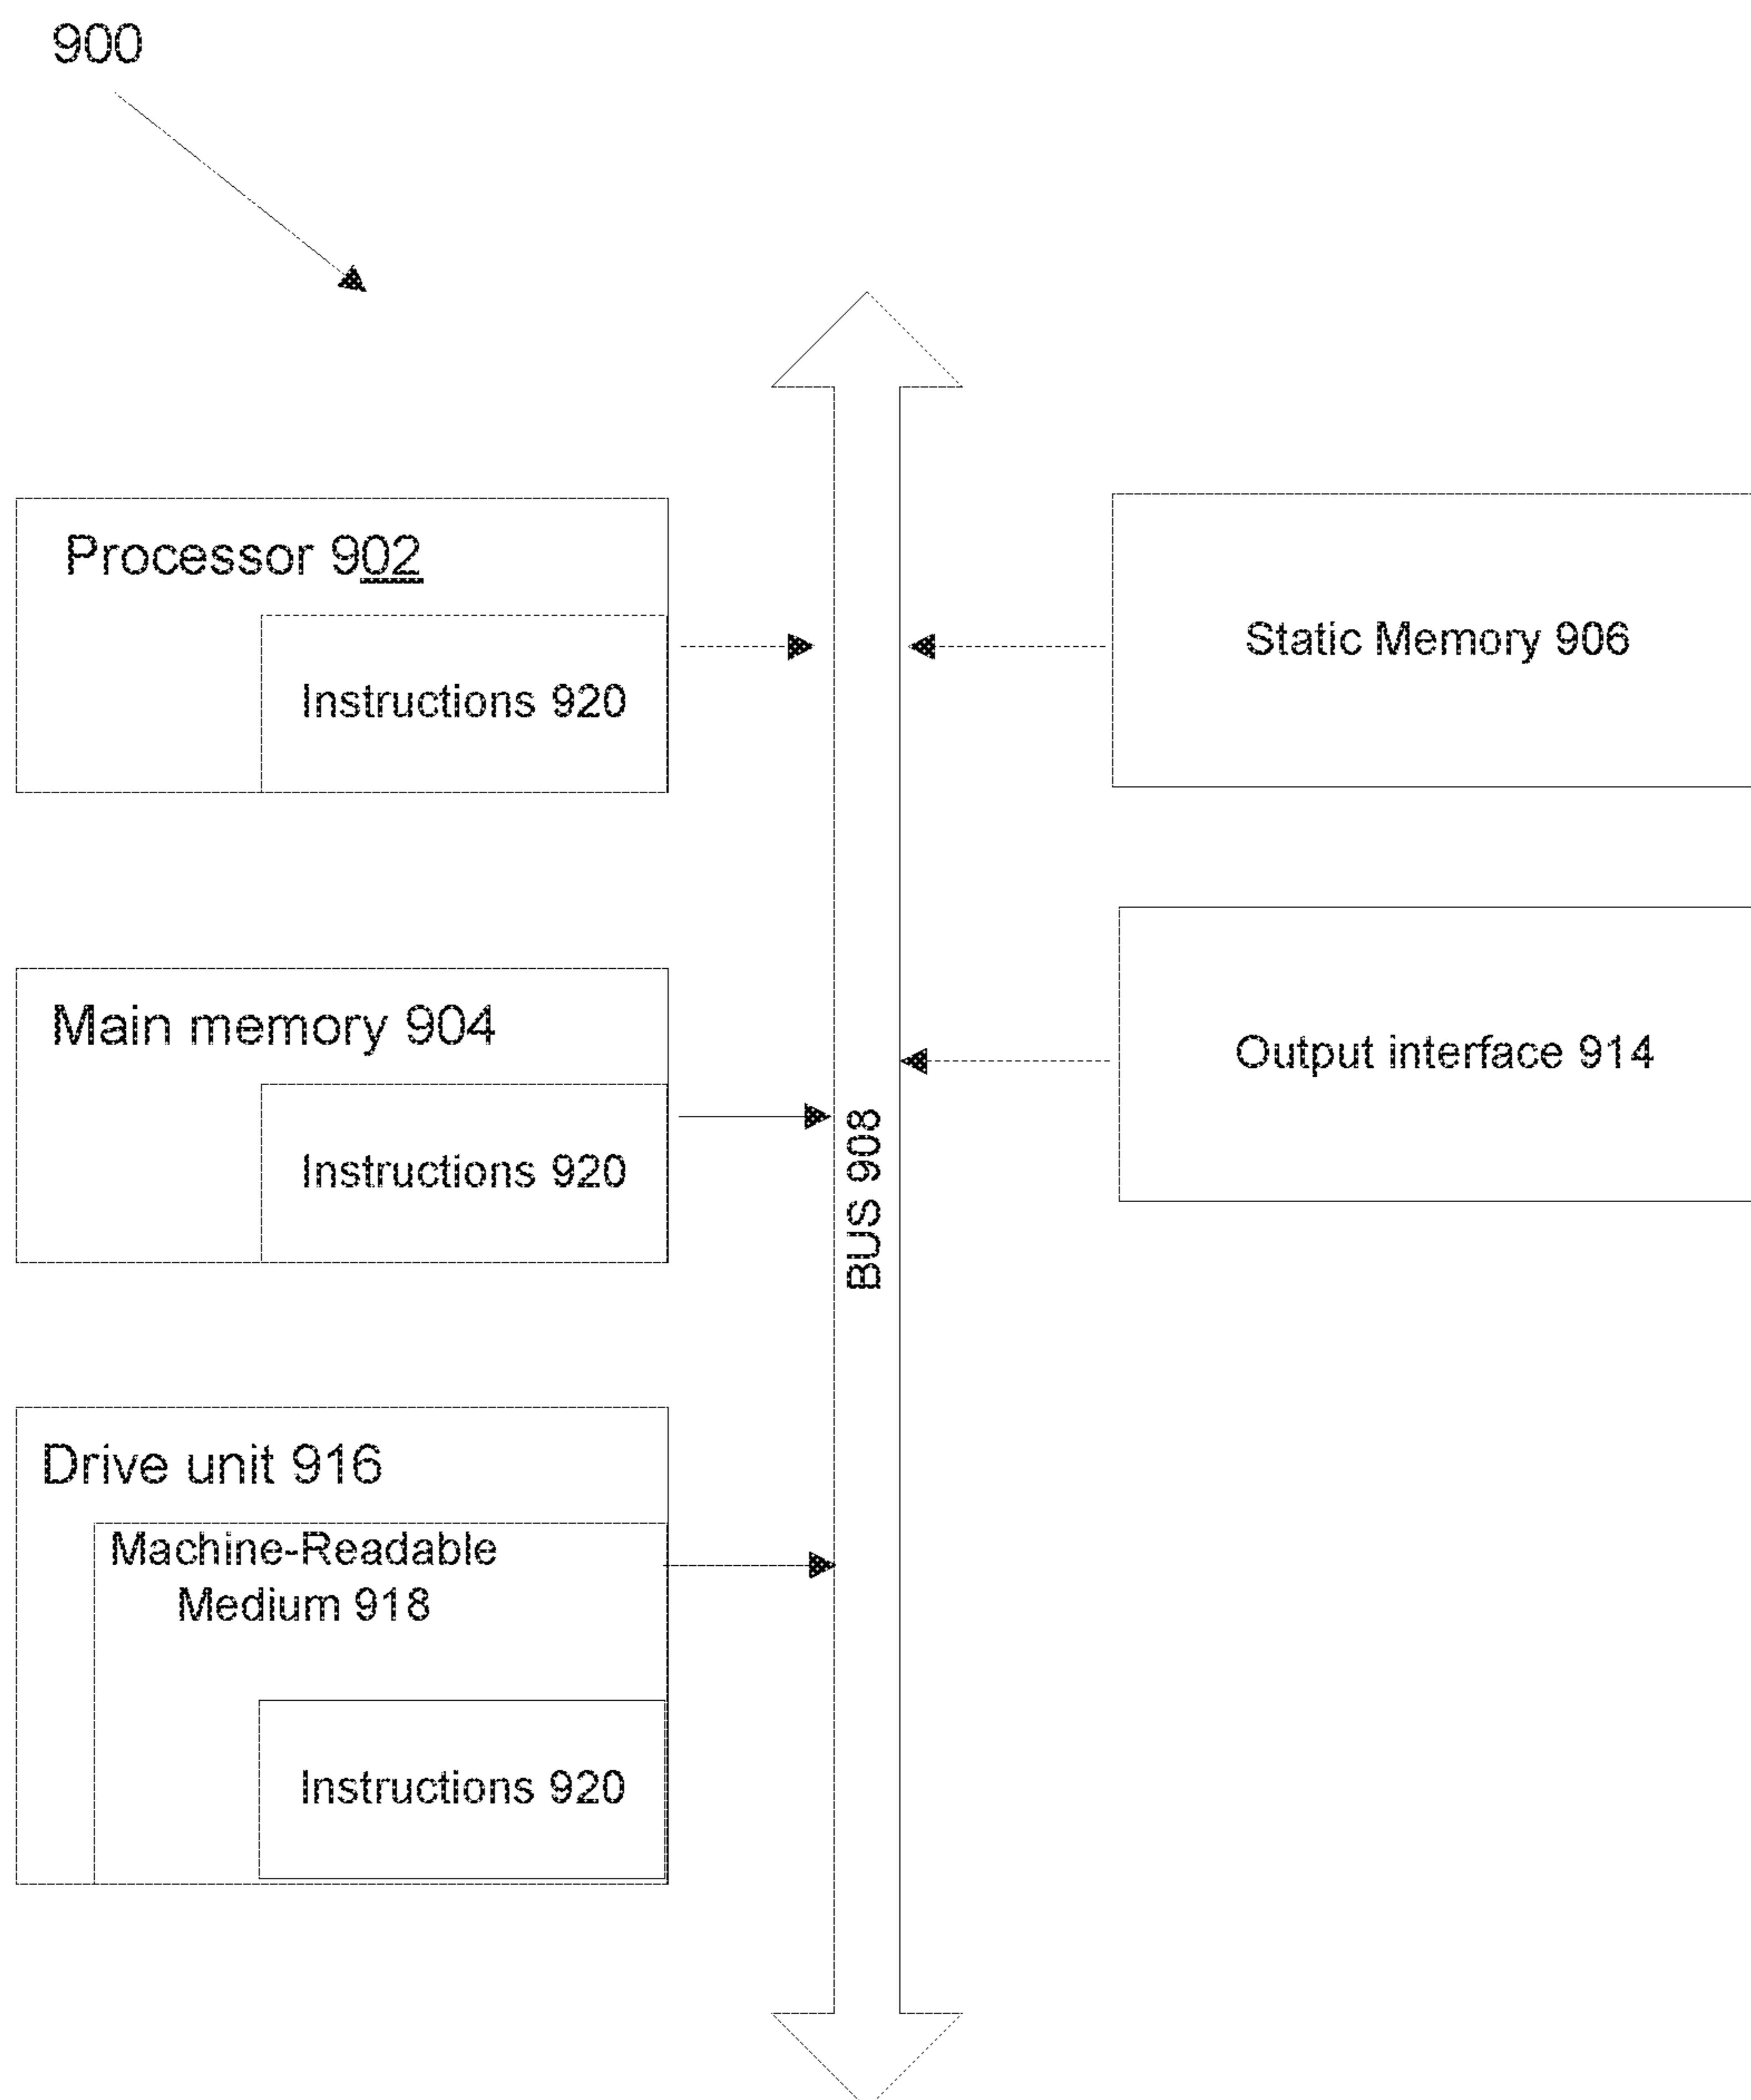 900
Processor 902
Instructions 920
Static Memory 906
Main memory 904
Instructions 920
Output interface 914
BUS 908
Drive unit 916
Machine-Readable
Medium 918
Instructions 920